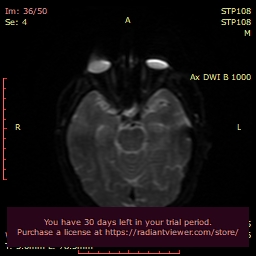 Im: 36/50
Se: 4
A
STP108
STP108
M
Ax DWI B 1000
R
L
You have 30 days left in your trial period.
Purchase a license at https://radiantviewer.com/store/